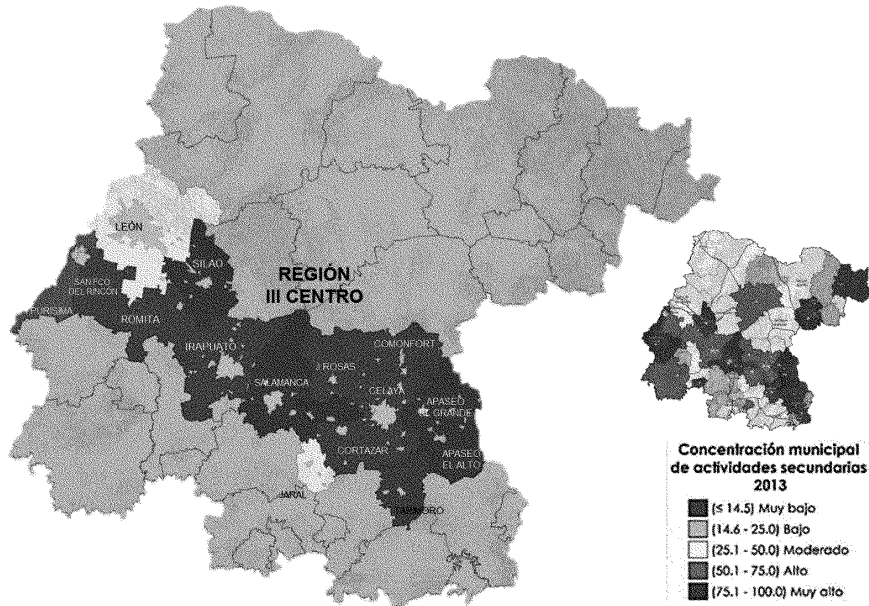 LEÓN
SILAO
SAN FCO
DEL RINCÓN
REGIÓN
III CENTRO
PURISIMA
ROMITA
IRAPUATO
COMONFORT
J.ROSAS
SALAMANCA
CELAYA
APASEO
EL GRANDE
CORTAZAR
APASEO
EL ALTO
JARAL
TARIMORO
Concentración municipal
de actividades secundarias
2013
(≤ 14.5) Muy bajo
(14.6 - 25.0) Bajo
(25.1 - 50.0) Moderado
(50.1 - 75.0) Alto
(75.1 - 100.0) Muy alto